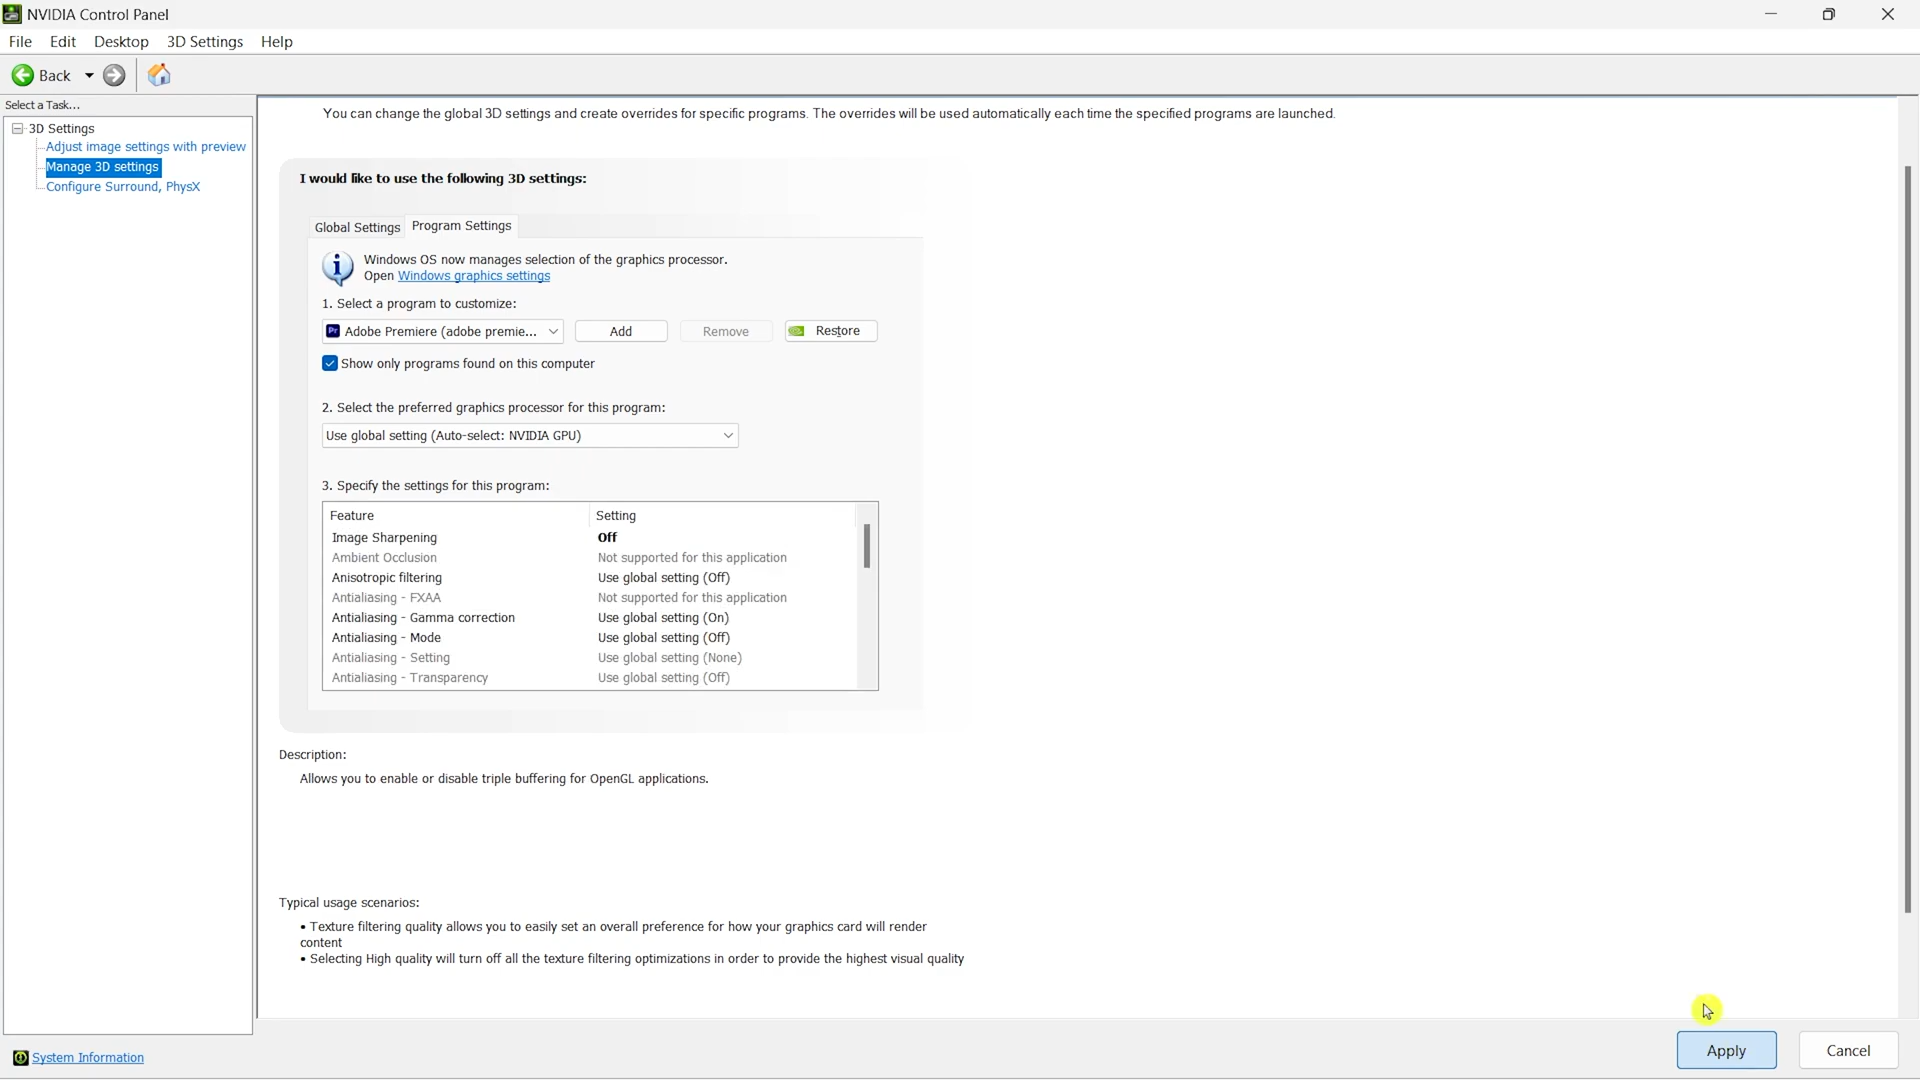 NVIDIA Control Panel
File Edit Desktop 3D Settings Help
Back
Select a Task...
3D Settings
Adjust image settings with preview
Manage 3D settings
Configure Surround, PhysX
You can change the global 3D settings and create overrides for specific programs. The overrides will be used automatically each time the specified programs are launched.
I would like to use the following 3D settings:
Global Settings Program Settings
Windows OS now manages selection of the graphics processor.
Open Windows graphics settings
1. Select a program to customize:
Pr Adobe Premiere (adobe premie... Add Remove Restore
Show only programs found on this computer
2. Select the preferred graphics processor for this program:
Use global setting (Auto-select: NVIDIA GPU)
3. Specify the settings for this program:
Feature Setting
Image Sharpening Off
Ambient Occlusion Not supported for this application
Anisotropic filtering Use global setting (Off)
Antialiasing - FXAA Not supported for this application
Antialiasing - Gamma correction Use global setting (On)
Antialiasing - Mode Use global setting (Off)
Antialiasing - Setting Use global setting (None)
Antialiasing - Transparency Use global setting (Off)
Description:
Allows you to enable or disable triple buffering for OpenGL applications.
Typical usage scenarios:
• Texture filtering quality allows you to easily set an overall preference for how your graphics card will render
content
• Selecting High quality will turn off all the texture filtering optimizations in order to provide the highest visual quality
System Information
Apply Cancel